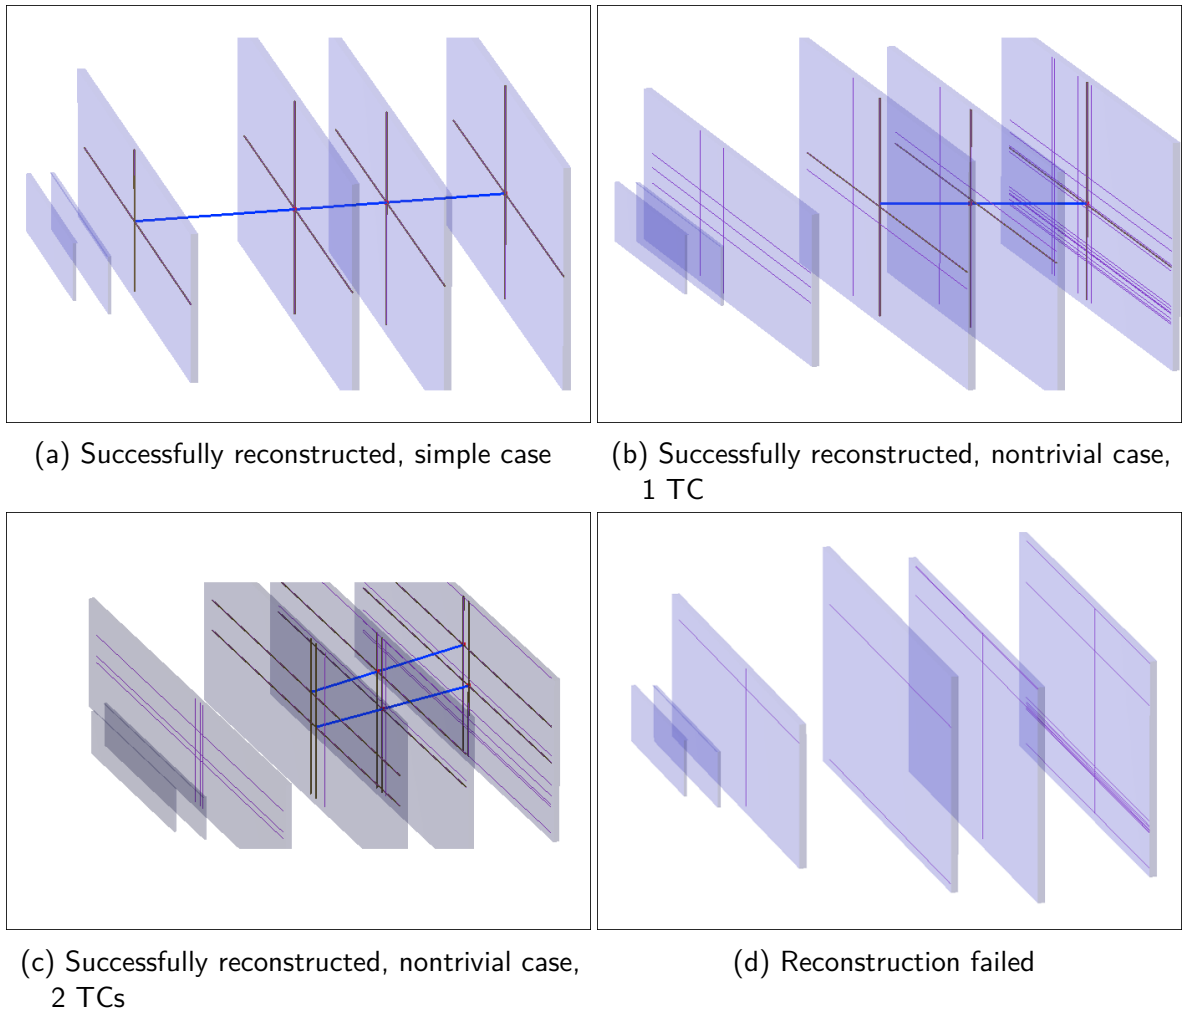 (a) Successfully reconstructed, simple case
(b) Successfully reconstructed, nontrivial case,
1 TC
(c) Successfully reconstructed, nontrivial case,
2 TCs
(d) Reconstruction failed